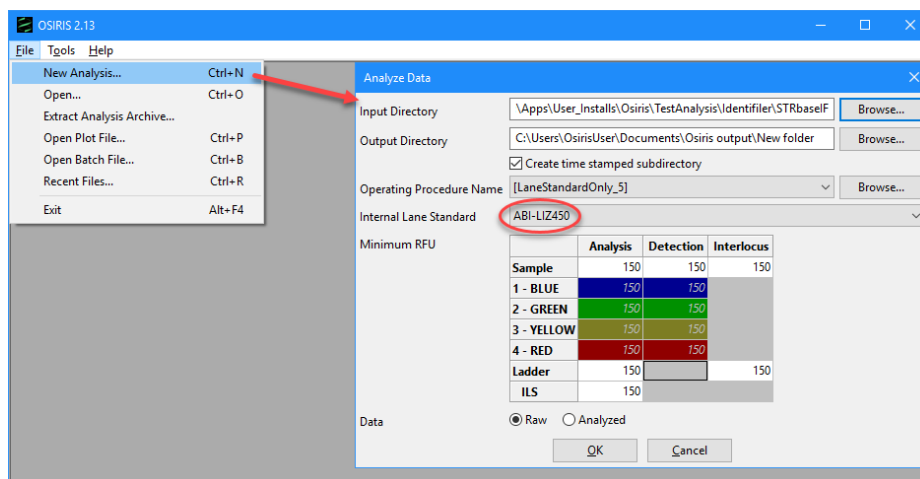 OSIRIS 2.13
File Tools Help
New Analysis... Ctrl+N
Open... Ctrl+O
Extract Analysis Archive...
Open Plot File... Ctrl+P
Open Batch File... Ctrl+B
Recent Files... Ctrl+R
Exit Alt+F4
Analyze Data
Input Directory \Apps\User_Installs\Osiris\TestAnalysis\Identifiler\STRbaseIF Browse...
Output Directory C:\Users\OsirisUser\Documents\Osiris output\New folder Browse...
Create time stamped subdirectory
Operating Procedure Name [LaneStandardOnly_5] Browse...
Internal Lane Standard ABI-LIZ450
Minimum RFU
Analysis Detection Interlocus
Sample 150 150 150
1 - BLUE 150 150
2 - GREEN 150 150
3 - YELLOW 150 150
4 - RED 150 150
Ladder 150 150
ILS 150
Data Raw Analyzed
OK Cancel